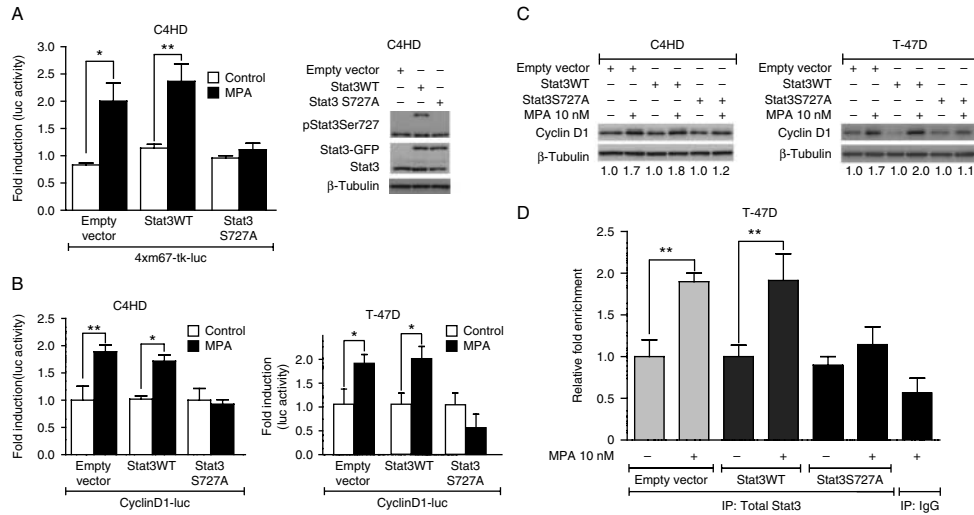 A
C4HD
Fold induction (luc activity)
3.0
2.5
2.0
1.5
1.0
0.5
0.0
*
**
Control
MPA
Empty vector
Stat3WT
Stat3 S727A
4xm67-tk-luc
C4HD
Empty vector + – –
Stat3WT – + –
Stat3 S727A – – +
pStat3Ser727
Stat3-GFP
Stat3
β-Tubulin
B
C4HD
Fold induction(luc activity)
2.5
2.0
1.5
1.0
0.5
0.0
**
*
Control
MPA
Empty vector
Stat3WT
Stat3 S727A
CyclinD1-luc
T-47D
Fold induction (luc activity)
2.5
2.0
1.5
1.0
0.5
0.0
*
*
Control
MPA
Empty vector
Stat3WT
Stat3 S727A
CyclinD1-luc
C
C4HD
Empty vector + + – – – –
Stat3WT – – + + – –
Stat3S727A – – – – + +
MPA 10 nM – + – + – +
Cyclin D1
β-Tubulin
1.0 1.7 1.0 1.8 1.0 1.2
T-47D
Empty vector + + – – – –
Stat3WT – – + + – –
Stat3S727A – – – – + +
MPA 10 nM – + – + – +
Cyclin D1
β-Tubulin
1.0 1.7 1.0 2.0 1.0 1.1
D
T-47D
Relative fold enrichment
2.5
2.0
1.5
1.0
0.5
0.0
**
**
MPA 10 nM – + – + – + +
Empty vector
Stat3WT
Stat3S727A
IP: Total Stat3
IP: IgG